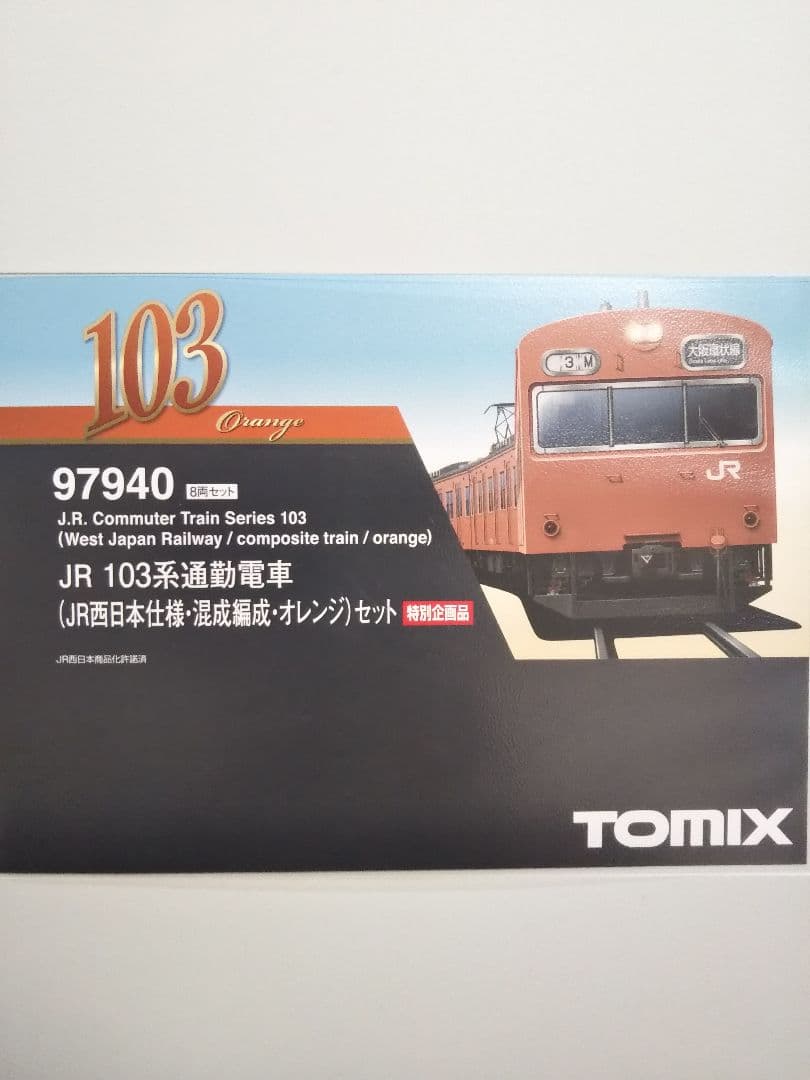 103
Orange
3 M
大阪環状線
97940 8両セット
J.R. Commuter Train Series 103
(West Japan Railway / composite train / orange)
JR 103系通勤電車
(JR西日本仕様・混成編成・オレンジ)セット 特別企画品
JR西日本商品化許諾済
JR
TOMIX